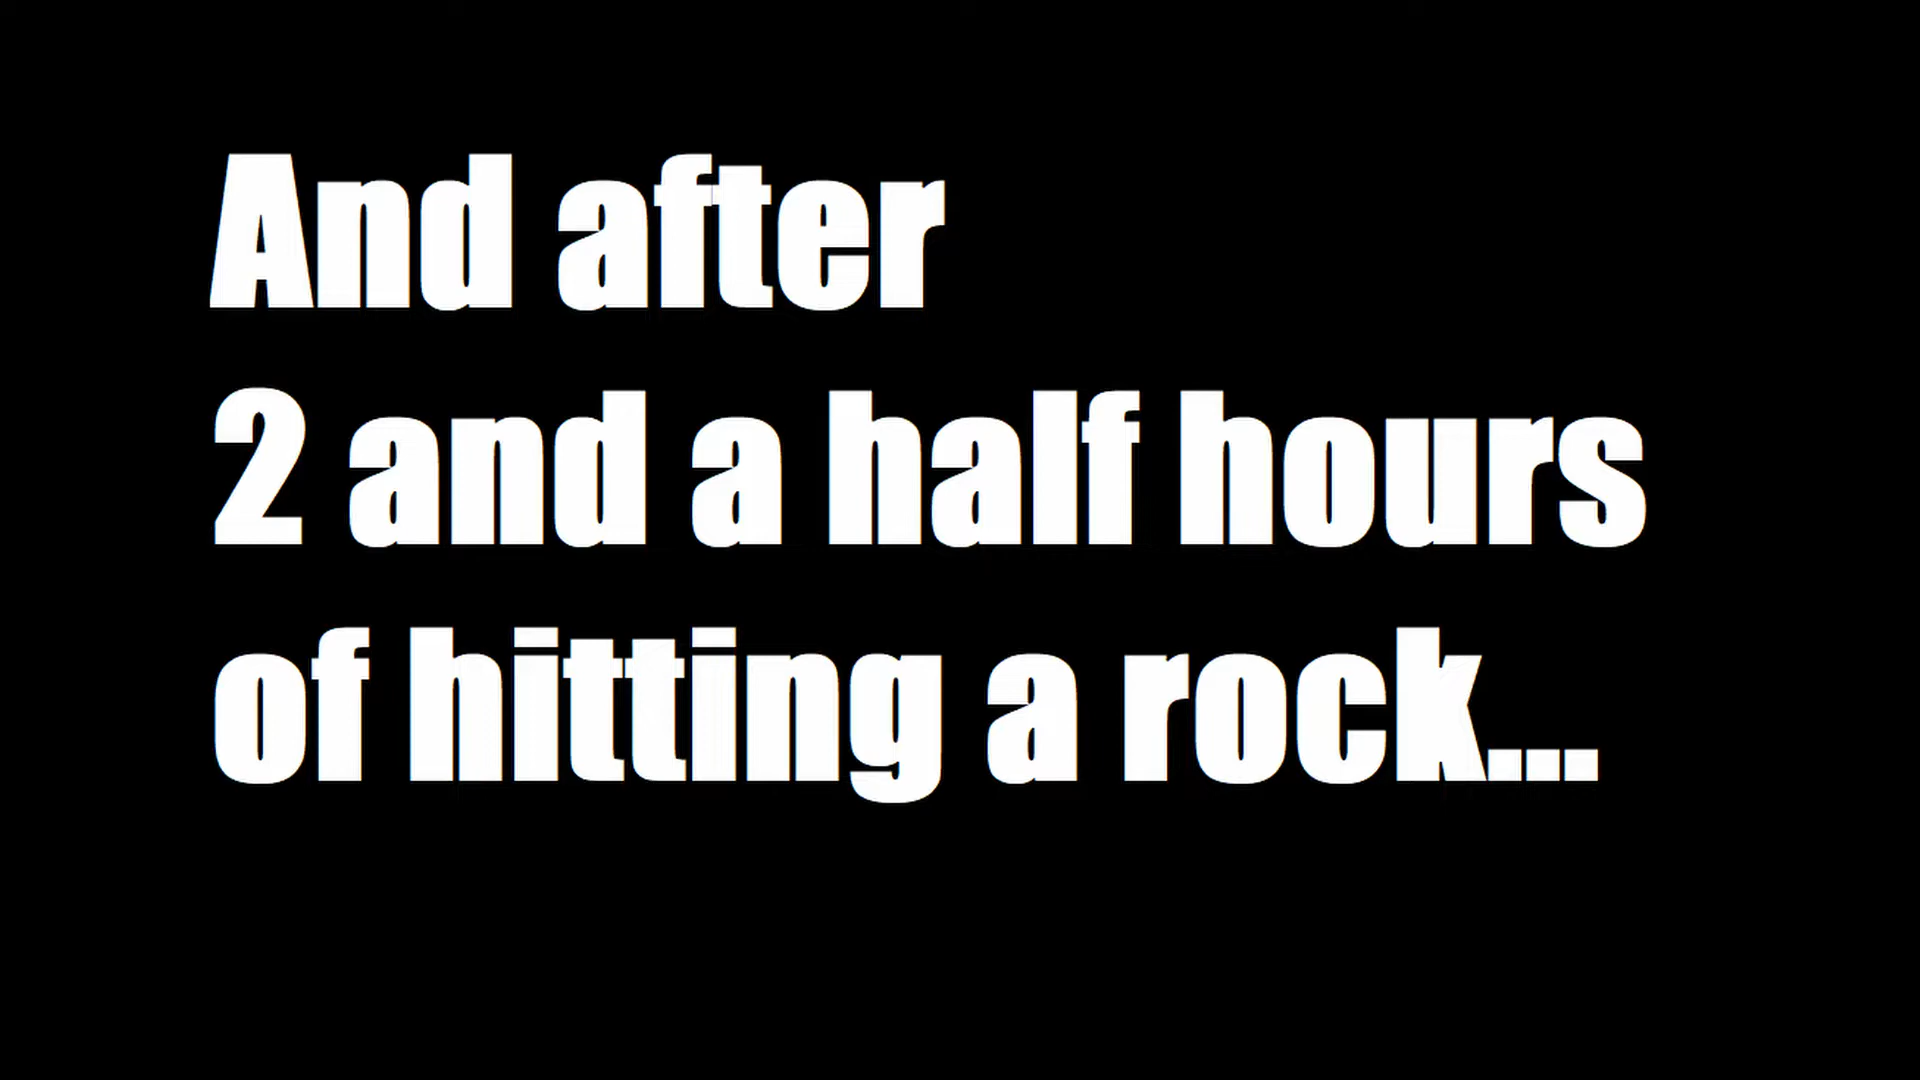 And after
2 and a half hours
of hitting a rock...